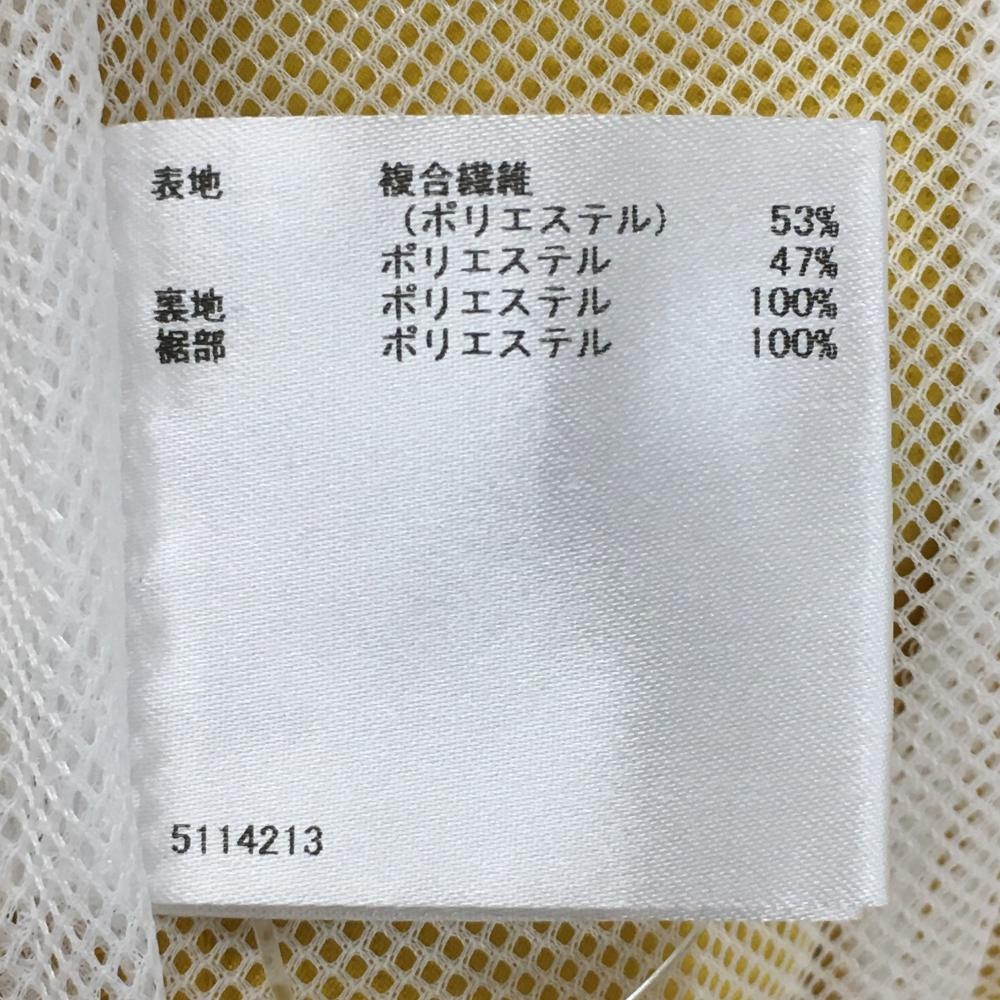 表地 複合繊維
(ポリエステル) 53%
ポリエステル 47%
裏地 ポリエステル 100%
裾部 ポリエステル 100%
5114213